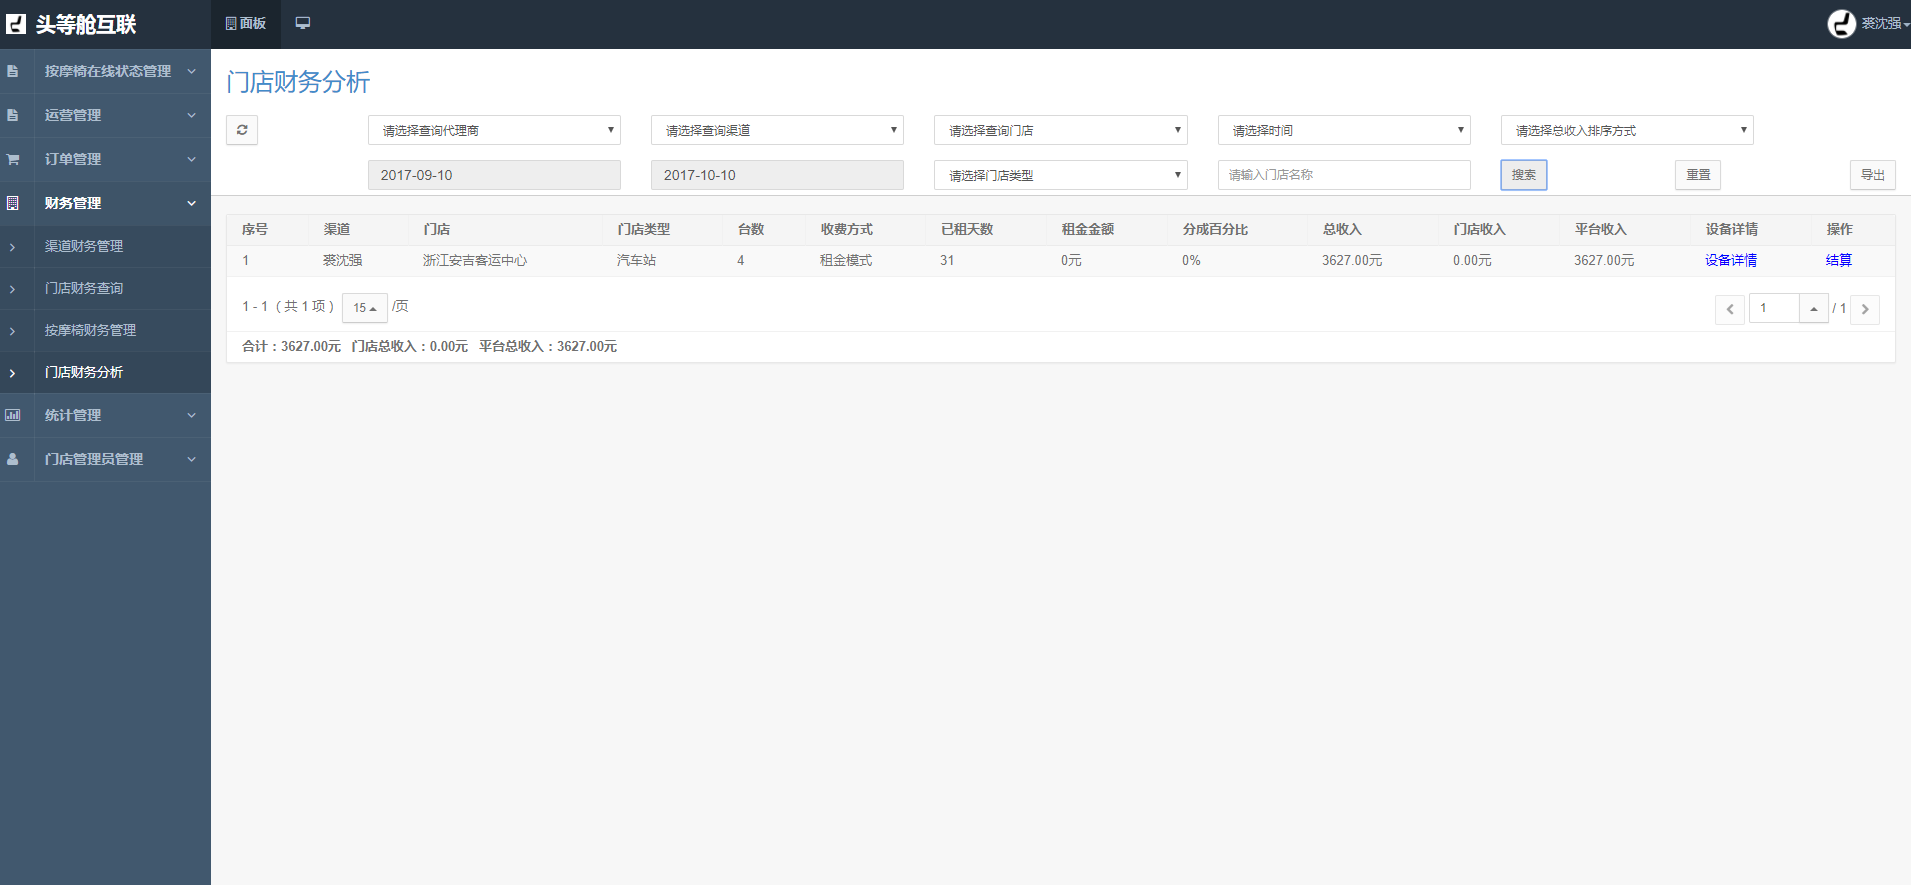 头等舱互联
面板
裘沈强
按摩椅在线状态管理
运营管理
订单管理
财务管理
渠道财务管理
门店财务查询
按摩椅财务管理
门店财务分析
统计管理
门店管理员管理
门店财务分析
请选择查询代理商 请选择查询渠道 请选择查询门店 请选择时间 请选择总收入排序方式
2017-09-10 2017-10-10 请选择门店类型 请输入门店名称 搜索 重置 导出
序号 渠道 门店 门店类型 台数 收费方式 已租天数 租金金额 分成百分比 总收入 门店收入 平台收入 设备详情 操作
1 裘沈强 浙江安吉客运中心 汽车站 4 租金模式 31 0元 0% 3627.00元 0.00元 3627.00元 设备详情 结算
1 - 1 ( 共 1 项 ) 15 /页 1 / 1
合计：3627.00元 门店总收入：0.00元 平台总收入：3627.00元